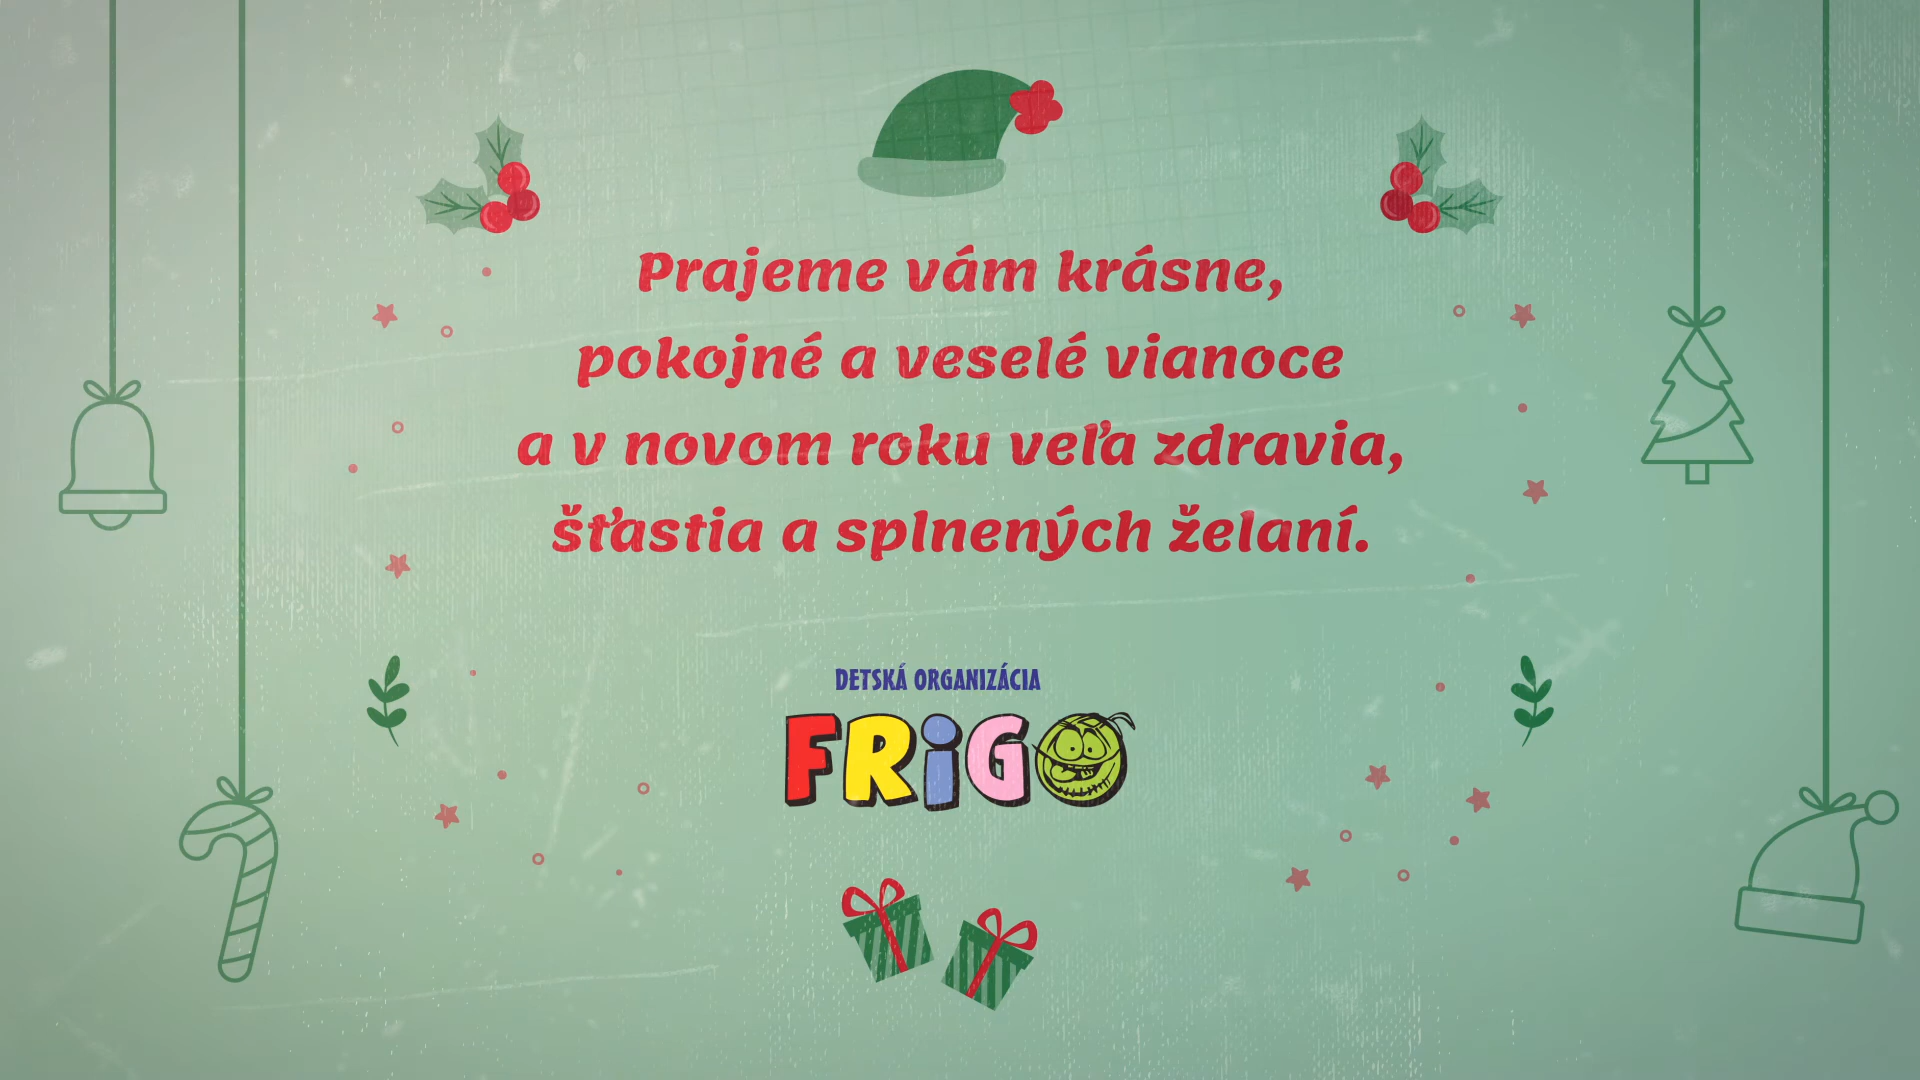 Prajeme vám krásne,
pokojné a veselé vianoce
a v novom roku veľa zdravia,
šťastia a splnených želaní.
DETSKÁ ORGANIZÁCIA
FRiGO